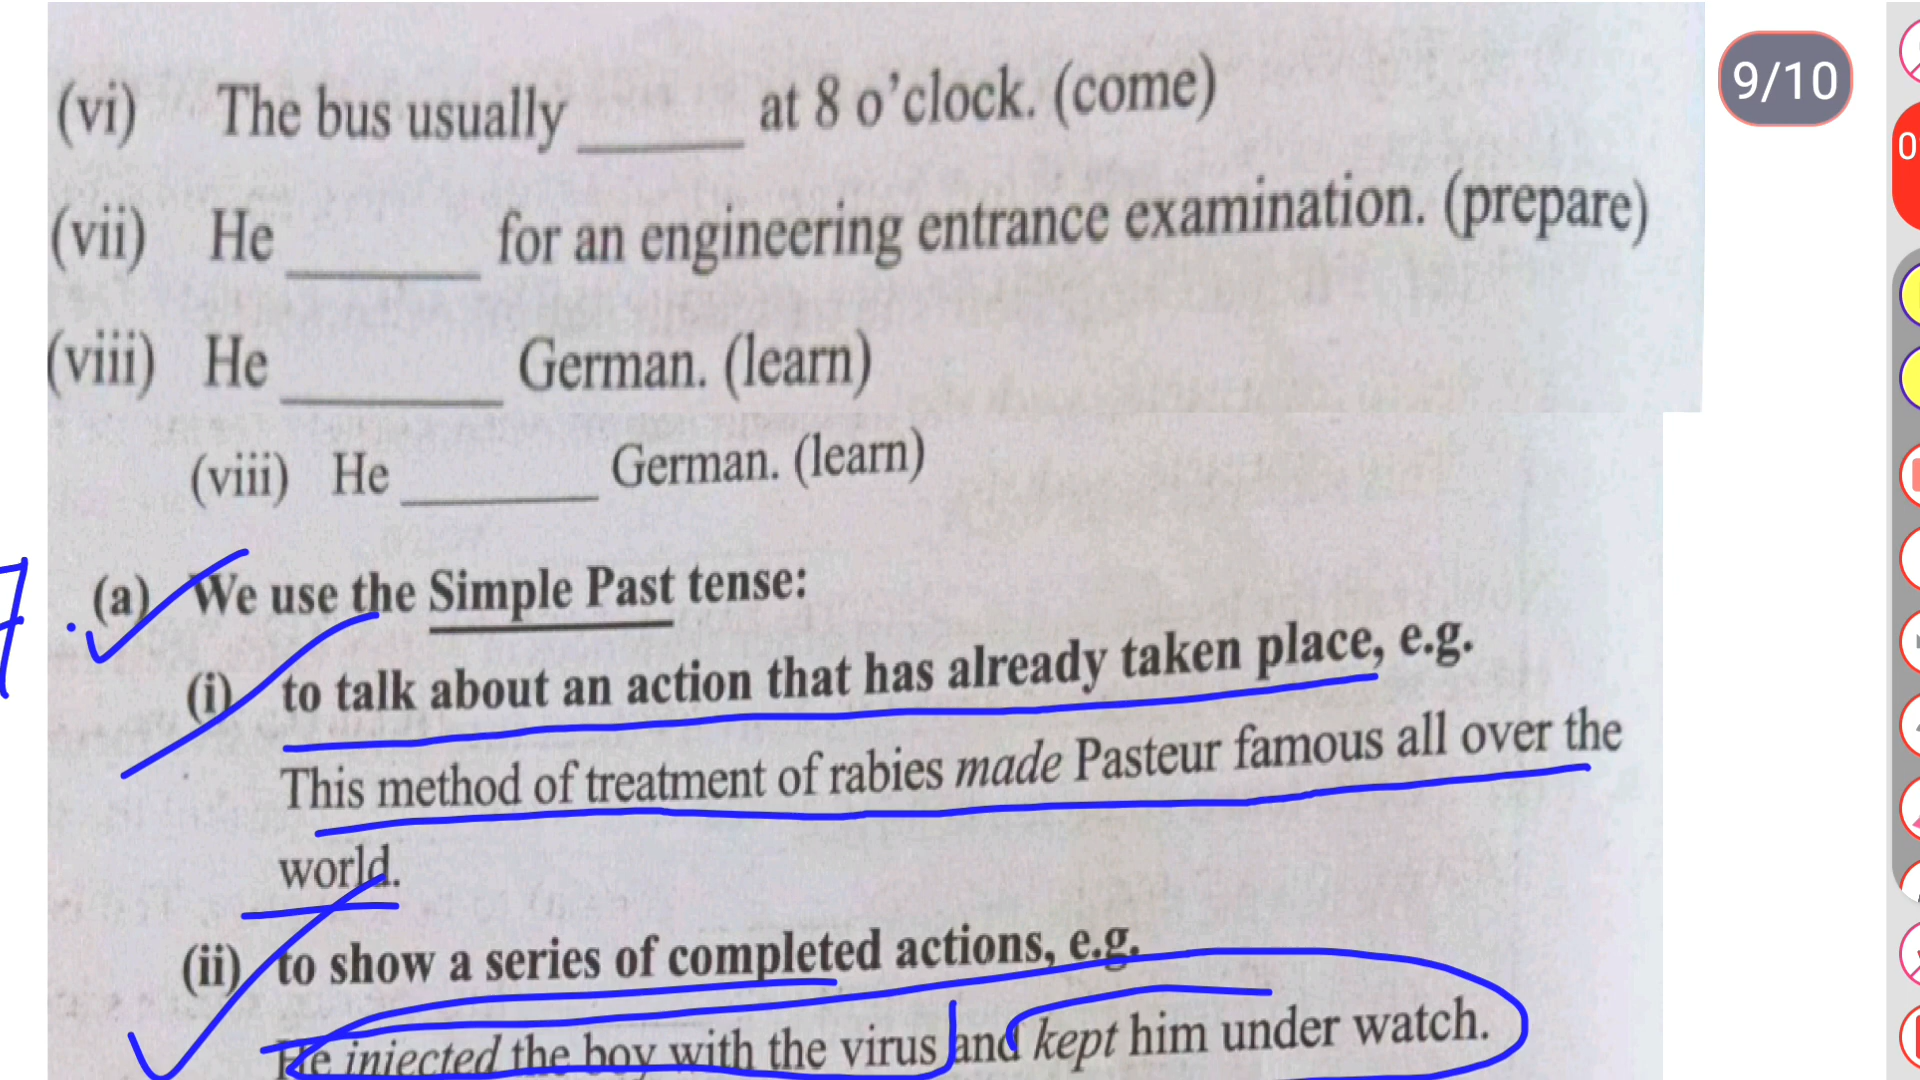 (vi) The bus usually ______ at 8 o'clock. (come)
9/10
(vii) He ______ for an engineering entrance examination. (prepare)
(viii) He ______ German. (learn)
(viii) He ______ German. (learn)
7. (a) We use the Simple Past tense:
(i) to talk about an action that has already taken place, e.g.
This method of treatment of rabies made Pasteur famous all over the
world.
(ii) to show a series of completed actions, e.g.
He injected the boy with the virus and kept him under watch.